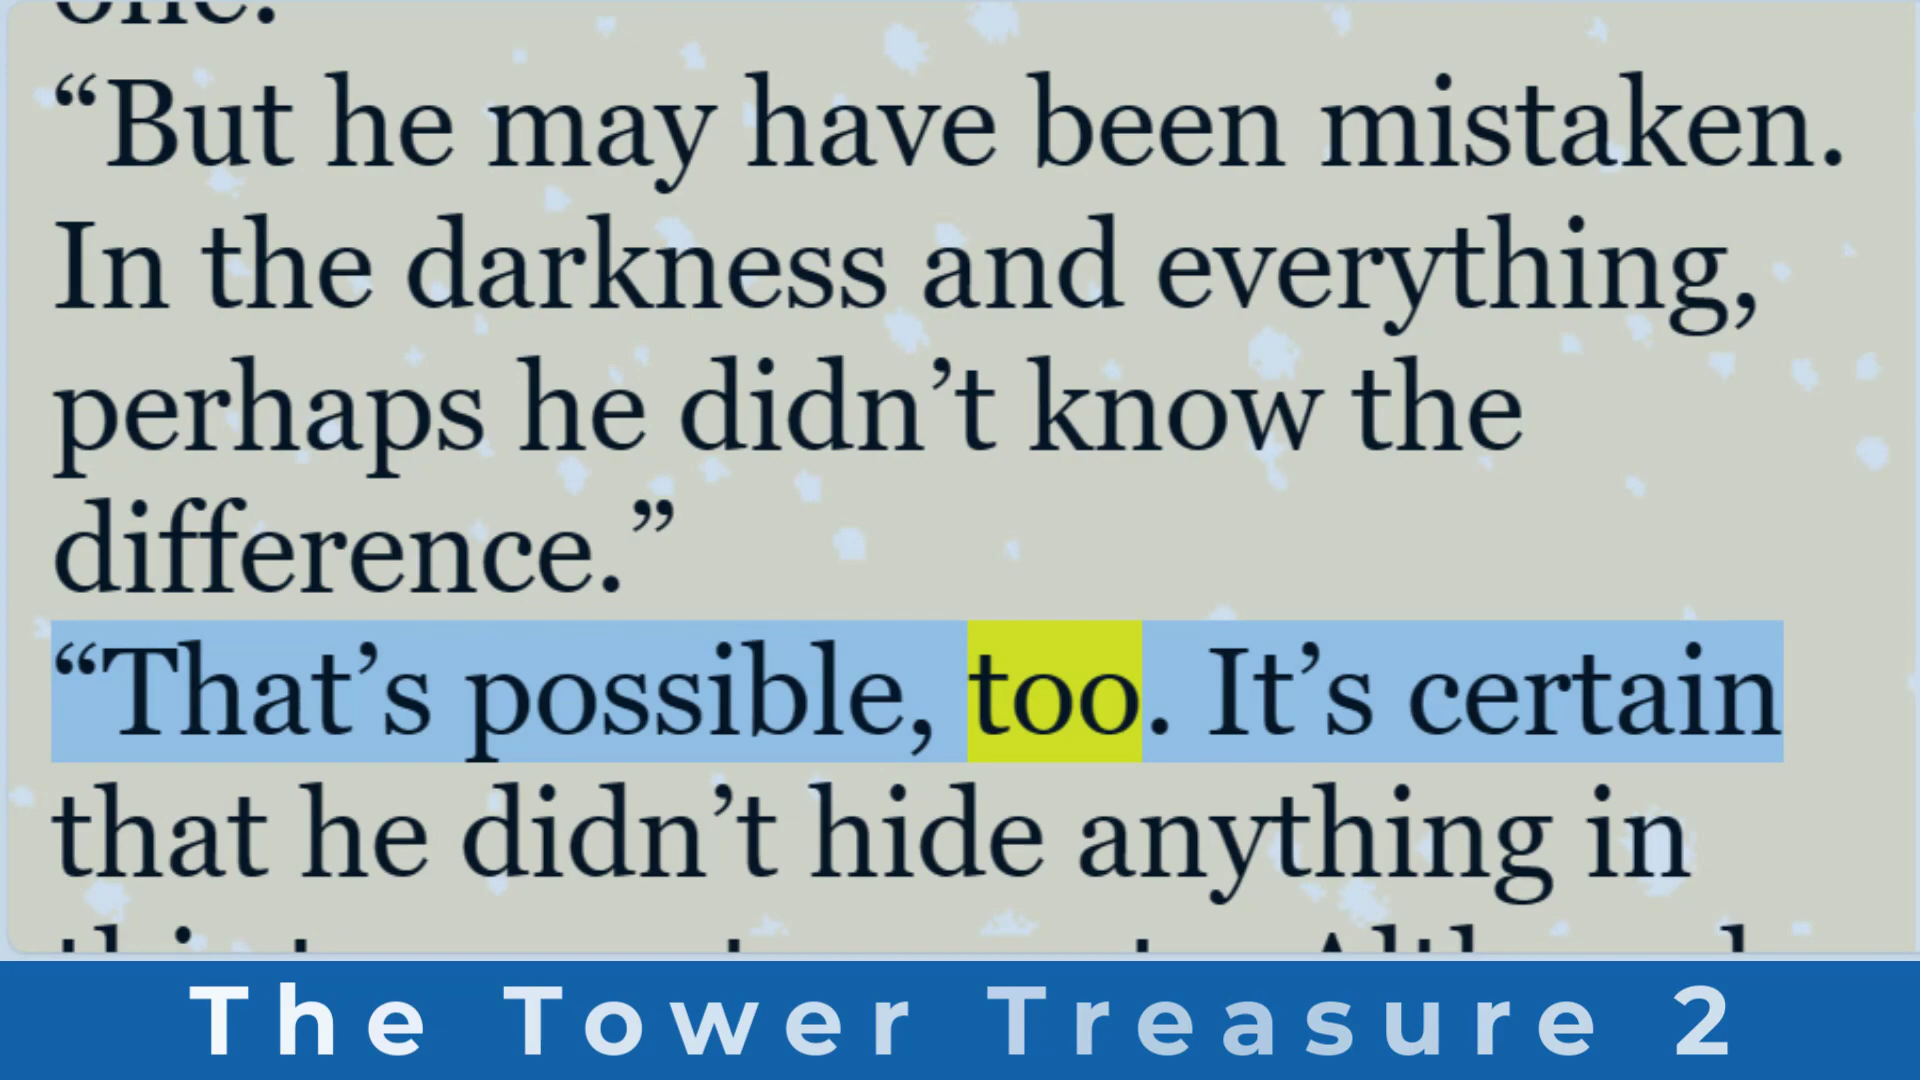 one.
“But he may have been mistaken.
In the darkness and everything,
perhaps he didn’t know the
difference.”
“That’s possible, too. It’s certain
that he didn’t hide anything in
The Tower Treasure 2